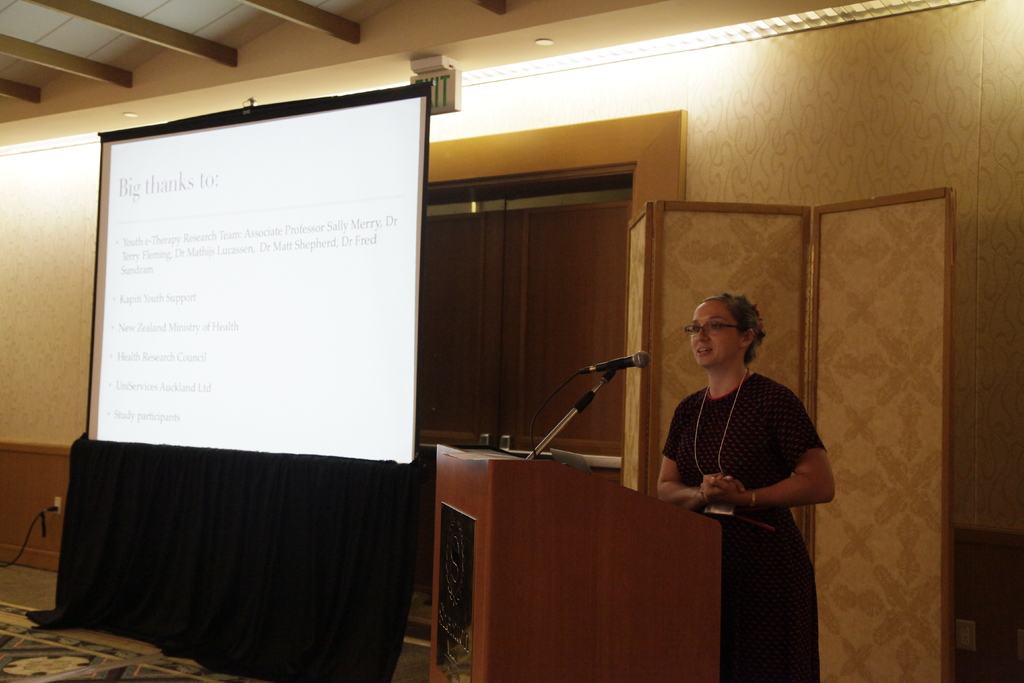 EXIT
Big thanks to:
• Youth e-Therapy Research Team: Associate Professor Sally Merry, Dr
Terry Fleming, Dr Mathijs Lucassen, Dr Matt Shepherd, Dr Fred
Sundram
• Kapiti Youth Support
• New Zealand Ministry of Health
• Health Research Council
• UniServices Auckland Ltd
• Study participants